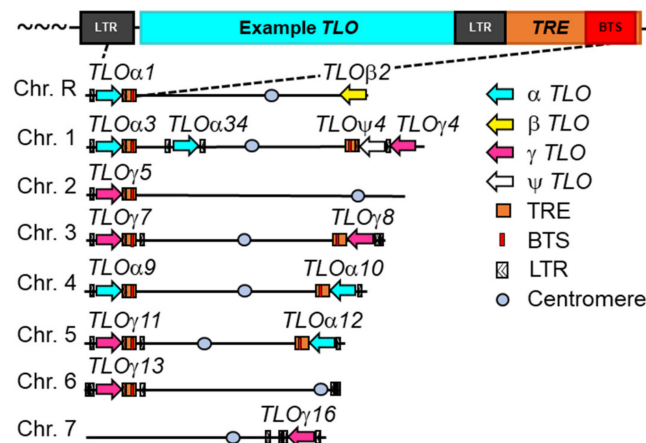 LTR Example TLO LTR TRE BTS
TLOα1 TLOβ2
Chr. R
TLOα3 TLOα34 TLOψ4 TLOγ4
Chr. 1
TLOγ5
Chr. 2
TLOγ7 TLOγ8
Chr. 3
TLOα9 TLOα10
Chr. 4
TLOγ11 TLOα12
Chr. 5
TLOγ13
Chr. 6
TLOγ16
Chr. 7
α TLO
β TLO
γ TLO
ψ TLO
TRE
BTS
LTR
Centromere